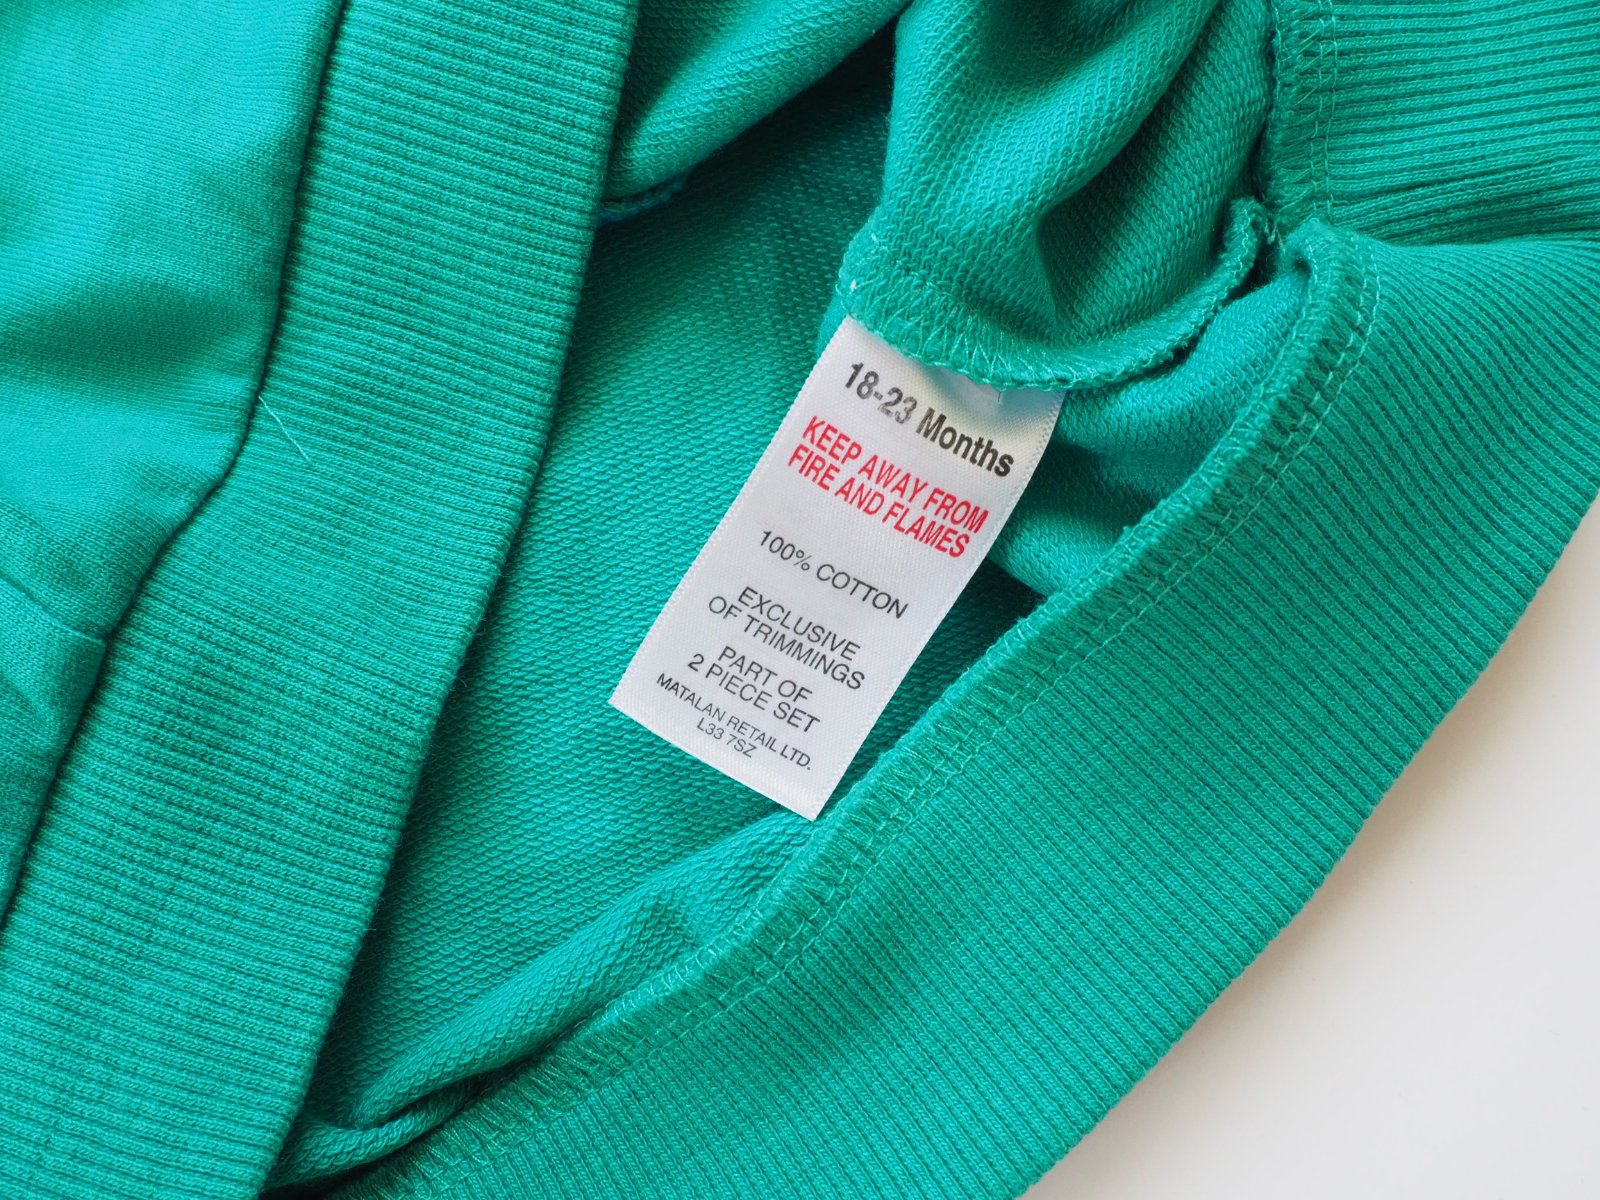 18-23 Months
KEEP AWAY FROM
FIRE AND FLAMES
100% COTTON
EXCLUSIVE
OF TRIMMINGS
PART OF
2 PIECE SET
MATALAN RETAIL LTD.
L33 7SZ